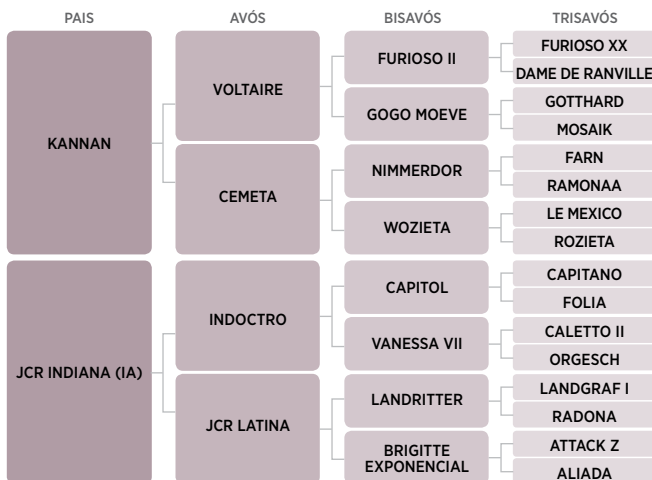 PAIS
AVÓS
BISAVÓS
TRISAVÓS
KANNAN
VOLTAIRE
FURIOSO II
FURIOSO XX
DAME DE RANVILLE
GOGO MOEVE
GOTTHARD
MOSAIK
CEMETA
NIMMERDOR
FARN
RAMONAA
WOZIETA
LE MEXICO
ROZIETA
JCR INDIANA (IA)
INDOCTRO
CAPITOL
CAPITANO
FOLIA
VANESSA VII
CALETTO II
ORGESCH
JCR LATINA
LANDRITTER
LANDGRAF I
RADONA
BRIGITTE
EXPONENCIAL
ATTACK Z
ALIADA